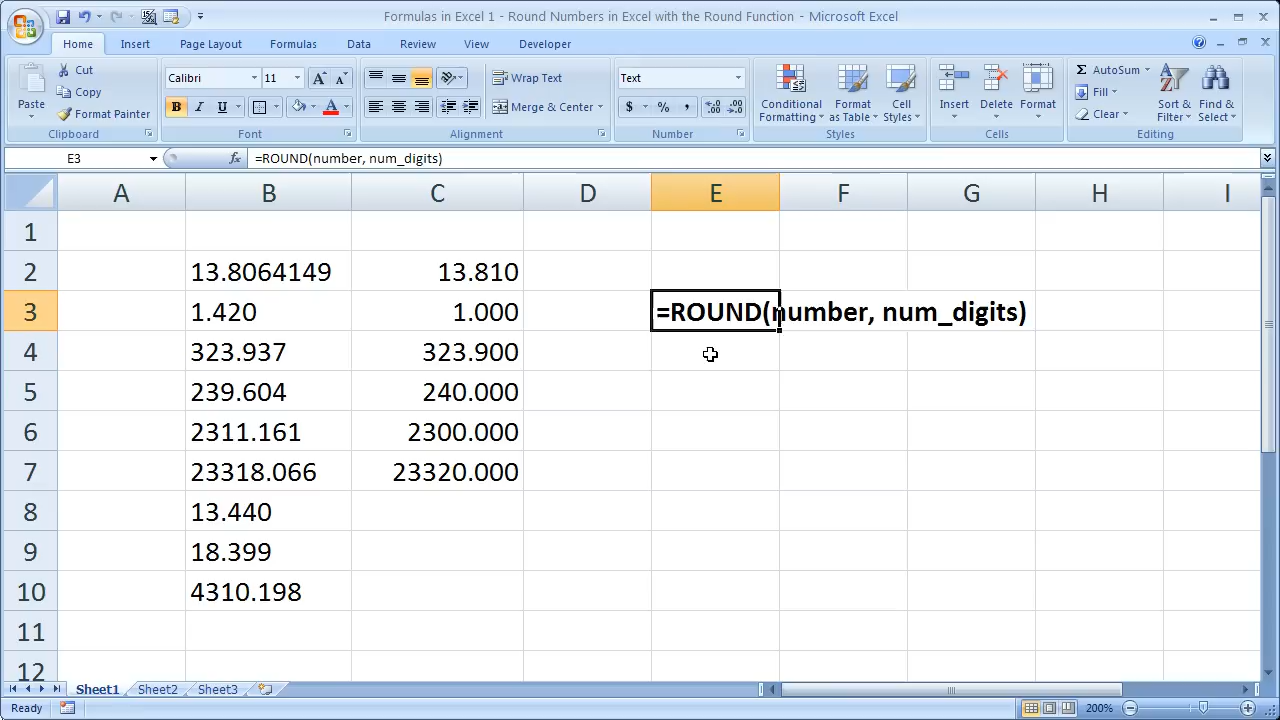 Formulas in Excel 1 - Round Numbers in Excel with the Round Function - Microsoft Excel
Home Insert Page Layout Formulas Data Review View Developer
Paste Cut Copy Format Painter Clipboard
Calibri 11 B I U A Font
Wrap Text Merge & Center Alignment
Text $ % , .0 .00 .00 .0 Number
Conditional Formatting Format as Table Cell Styles Styles
Insert Delete Format Cells
Σ AutoSum Fill Clear Sort & Filter Find & Select Editing
E3 fx =ROUND(number, num_digits)
A B C D E F G H I
1
2 13.8064149 13.810
3 1.420 1.000 =ROUND(number, num_digits)
4 323.937 323.900
5 239.604 240.000
6 2311.161 2300.000
7 23318.066 23320.000
8 13.440
9 18.399
10 4310.198
11
12
Sheet1 Sheet2 Sheet3
Ready 200%